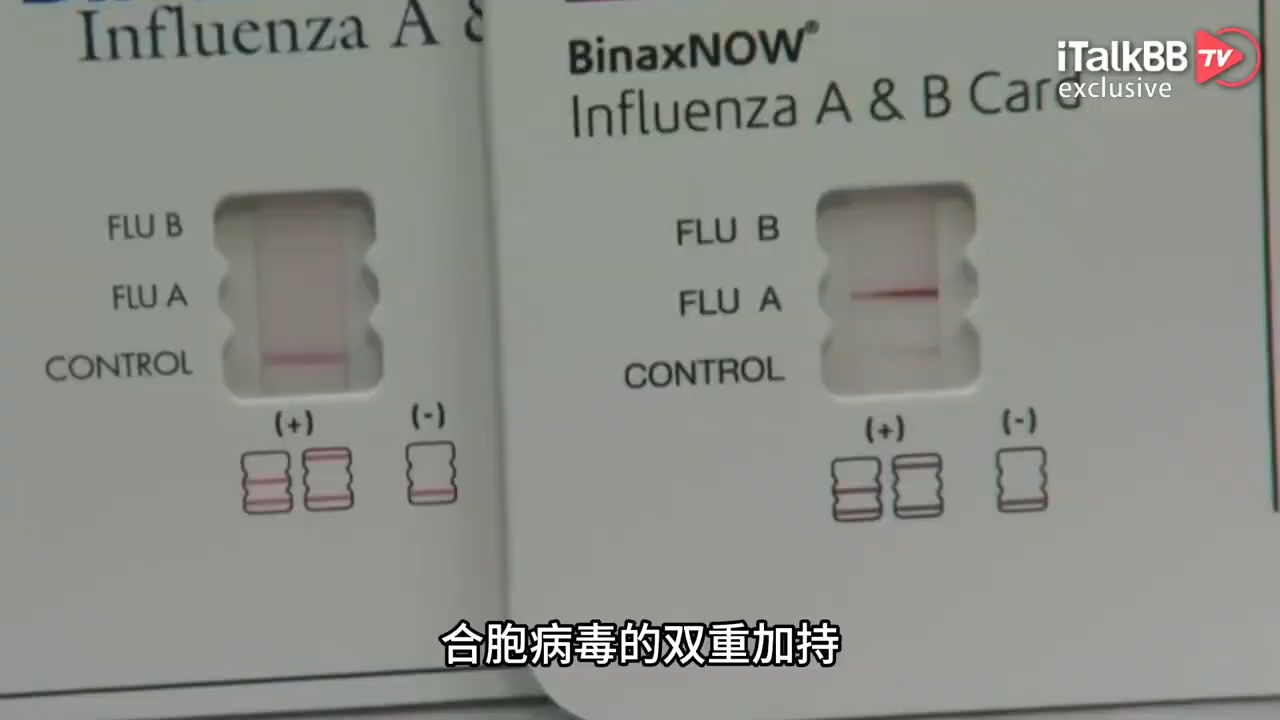 Influenza A &
FLU B
FLU A
CONTROL
(+) (-)
BinaxNOW®
Influenza A & B Card
FLU B
FLU A
CONTROL
(+) (-)
iTalkBB TV
exclusive
合胞病毒的双重加持